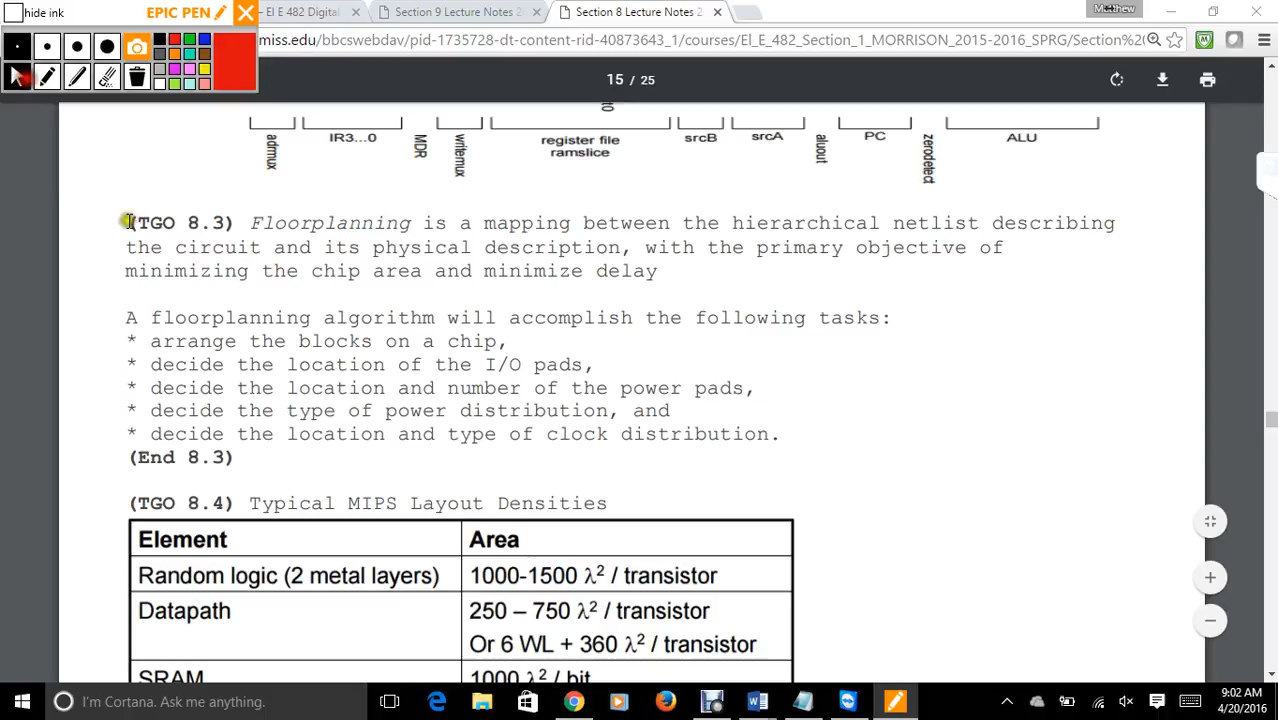 hide ink
EPIC PEN
- El E 482 Digital
Section 9 Lecture Notes 2
Section 8 Lecture Notes 2
Matthew
miss.edu/bbcswebdav/pid-1735728-dt-content-rid-40873643_1/courses/El_E_482_Section_1_MORRISON_2015-2016_SPRG/Section%20
15 / 25
admux
IR3...0
MDR
writemux
register file
ramslice
srcB
srcA
aluout
PC
zerodetect
ALU
(TGO 8.3) Floorplanning is a mapping between the hierarchical netlist describing
the circuit and its physical description, with the primary objective of
minimizing the chip area and minimize delay
A floorplanning algorithm will accomplish the following tasks:
* arrange the blocks on a chip,
* decide the location of the I/O pads,
* decide the location and number of the power pads,
* decide the type of power distribution, and
* decide the location and type of clock distribution.
(End 8.3)
(TGO 8.4) Typical MIPS Layout Densities
Element Area
Random logic (2 metal layers) 1000-1500 λ² / transistor
Datapath 250 – 750 λ² / transistor
Or 6 WL + 360 λ² / transistor
SRAM 1000 λ² / bit
I'm Cortana. Ask me anything.
9:02 AM
4/20/2016